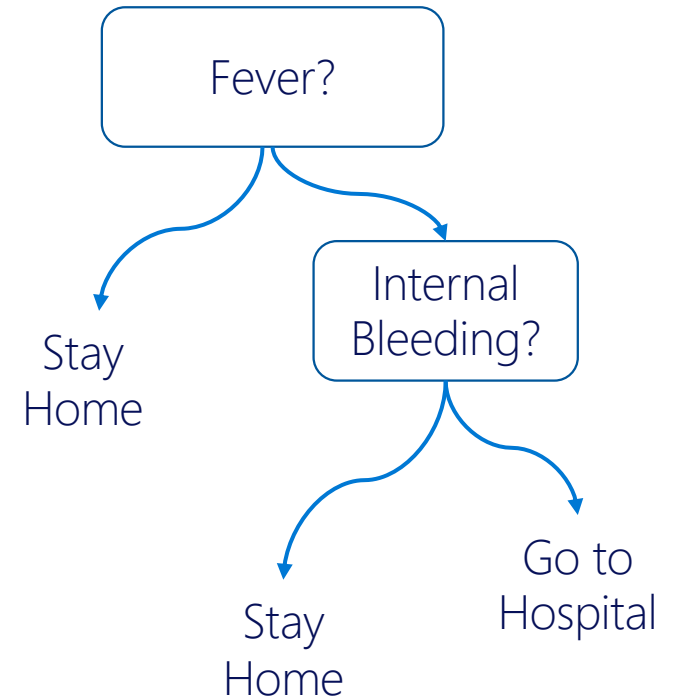 Fever?
Internal
Bleeding?
Stay
Home
Go to
Hospital
Stay
Home